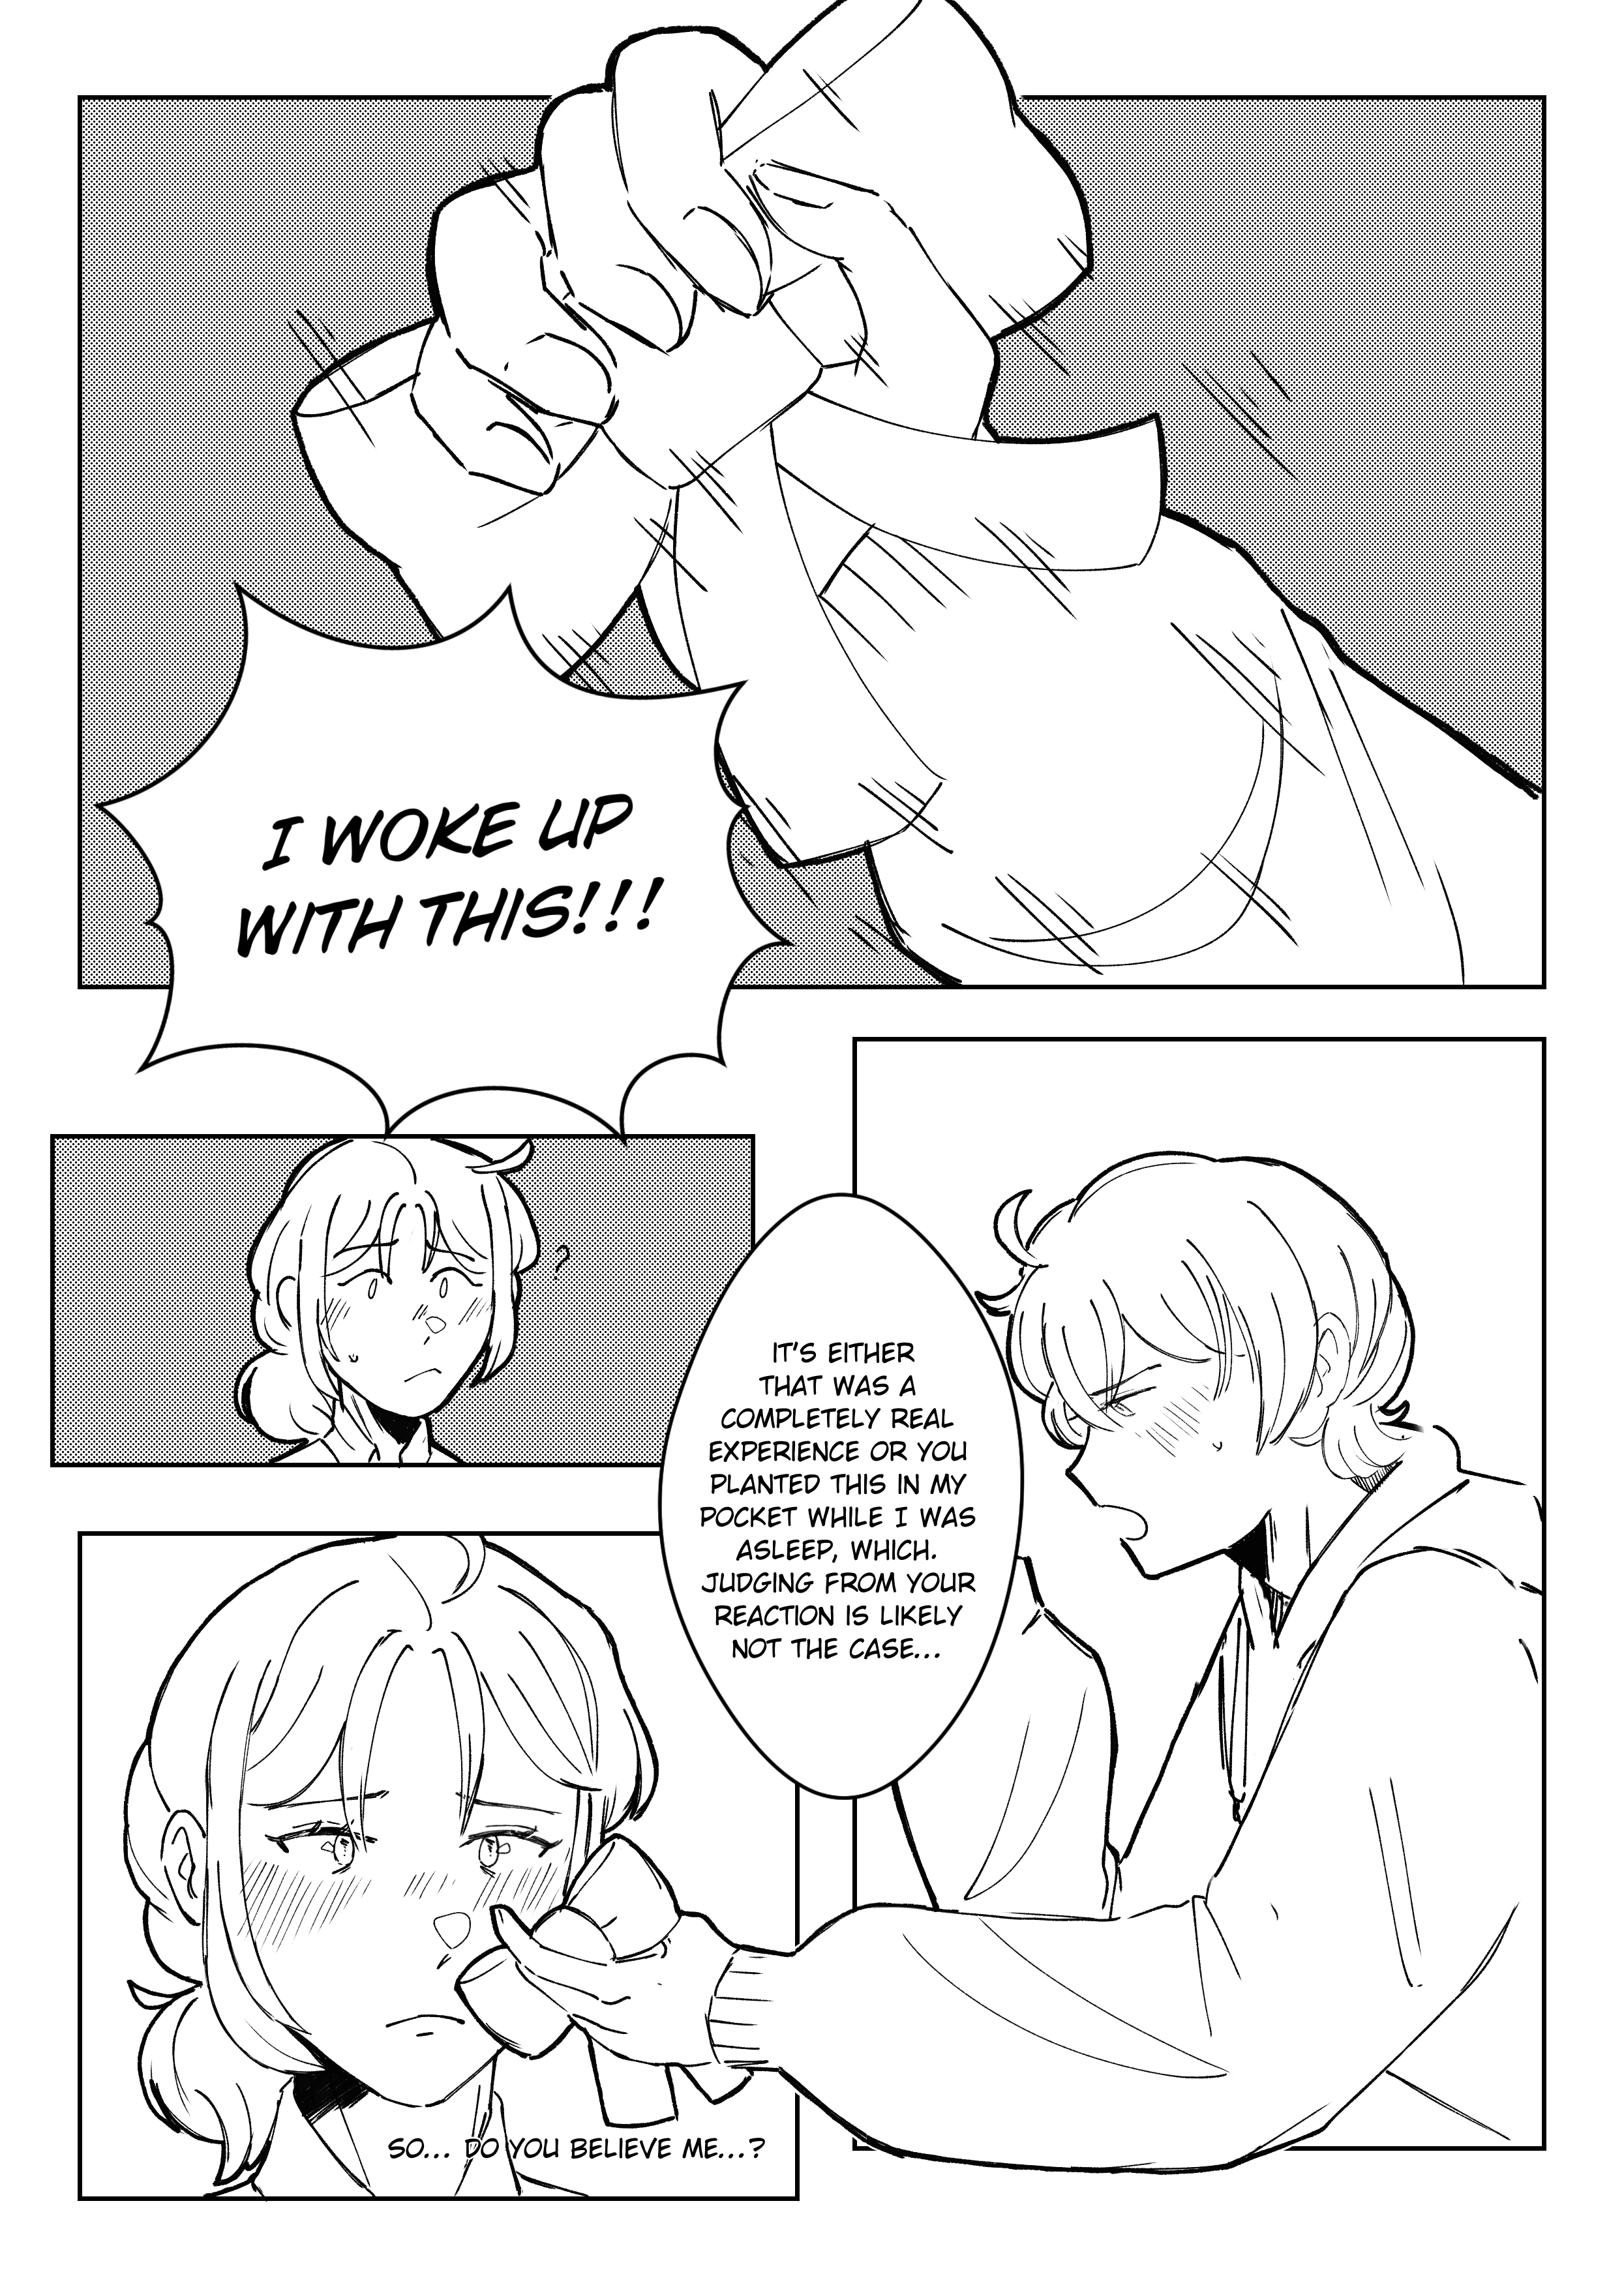 I WOKE UP
WITH THIS!!!
?
IT'S EITHER
THAT WAS A
COMPLETELY REAL
EXPERIENCE OR YOU
PLANTED THIS IN MY
POCKET WHILE I WAS
ASLEEP, WHICH.
JUDGING FROM YOUR
REACTION IS LIKELY
NOT THE CASE...
SO... DO YOU BELIEVE ME...?